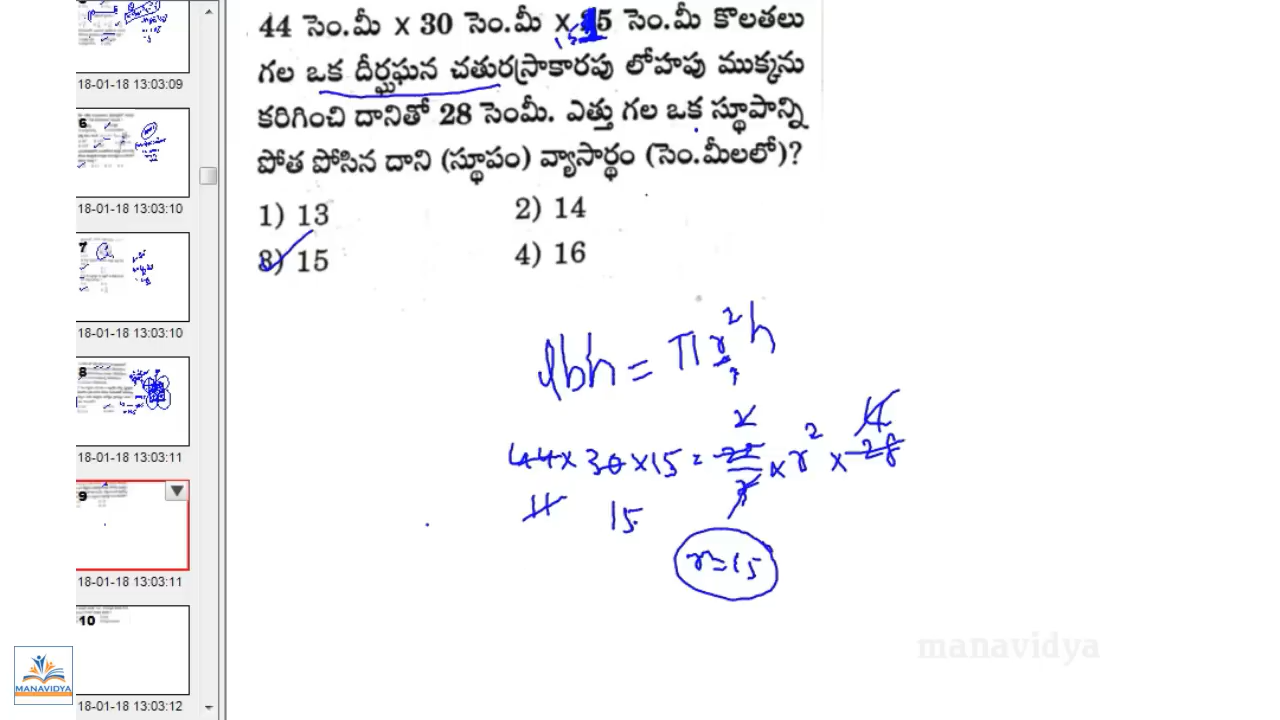 44 సెం.మీ x 30 సెం.మీ x 15 సెం.మీ కొలతలు
గల ఒక దీర్ఘఘన చతురస్రాకారపు లోహపు ముక్కను
కరిగించి దానితో 28 సెంమీ. ఎత్తు గల ఒక స్థూపాన్ని
పోత పోసిన దాని (స్థూపం) వ్యాసార్థం (సెం.మీలలో)?
1) 13
2) 14
3) 15
4) 16
lbh = πr²h
44 x 30 x 15 = 22/7 x r² x 28
11 15
r=15
18-01-18 13:03:09
6
18-01-18 13:03:10
7
18-01-18 13:03:10
8
18-01-18 13:03:11
9
18-01-18 13:03:11
10
18-01-18 13:03:12
MANAVIDYA
manavidya